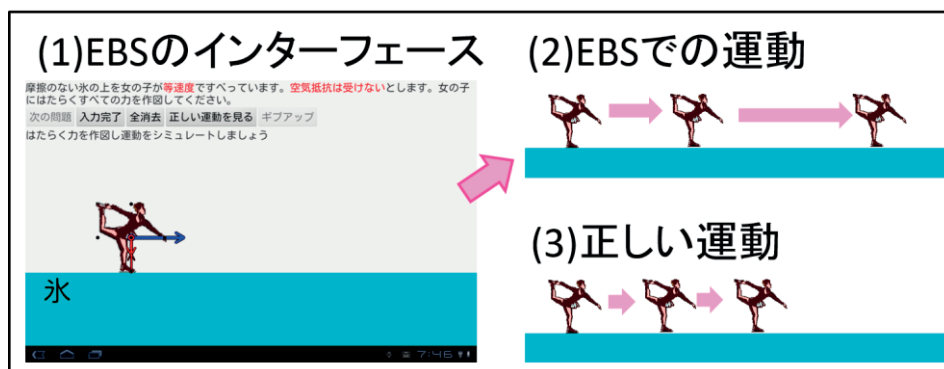 (1)EBSのインターフェース
摩擦のない氷の上を女の子が等速度ですべっています。空気抵抗は受けないとします。女の子
にはたらくすべての力を作図してください。
次の問題 入力完了 全消去 正しい運動を見る ギブアップ
はたらく力を作図し運動をシミュレートしましょう
氷
7:46
(2)EBSでの運動
(3)正しい運動